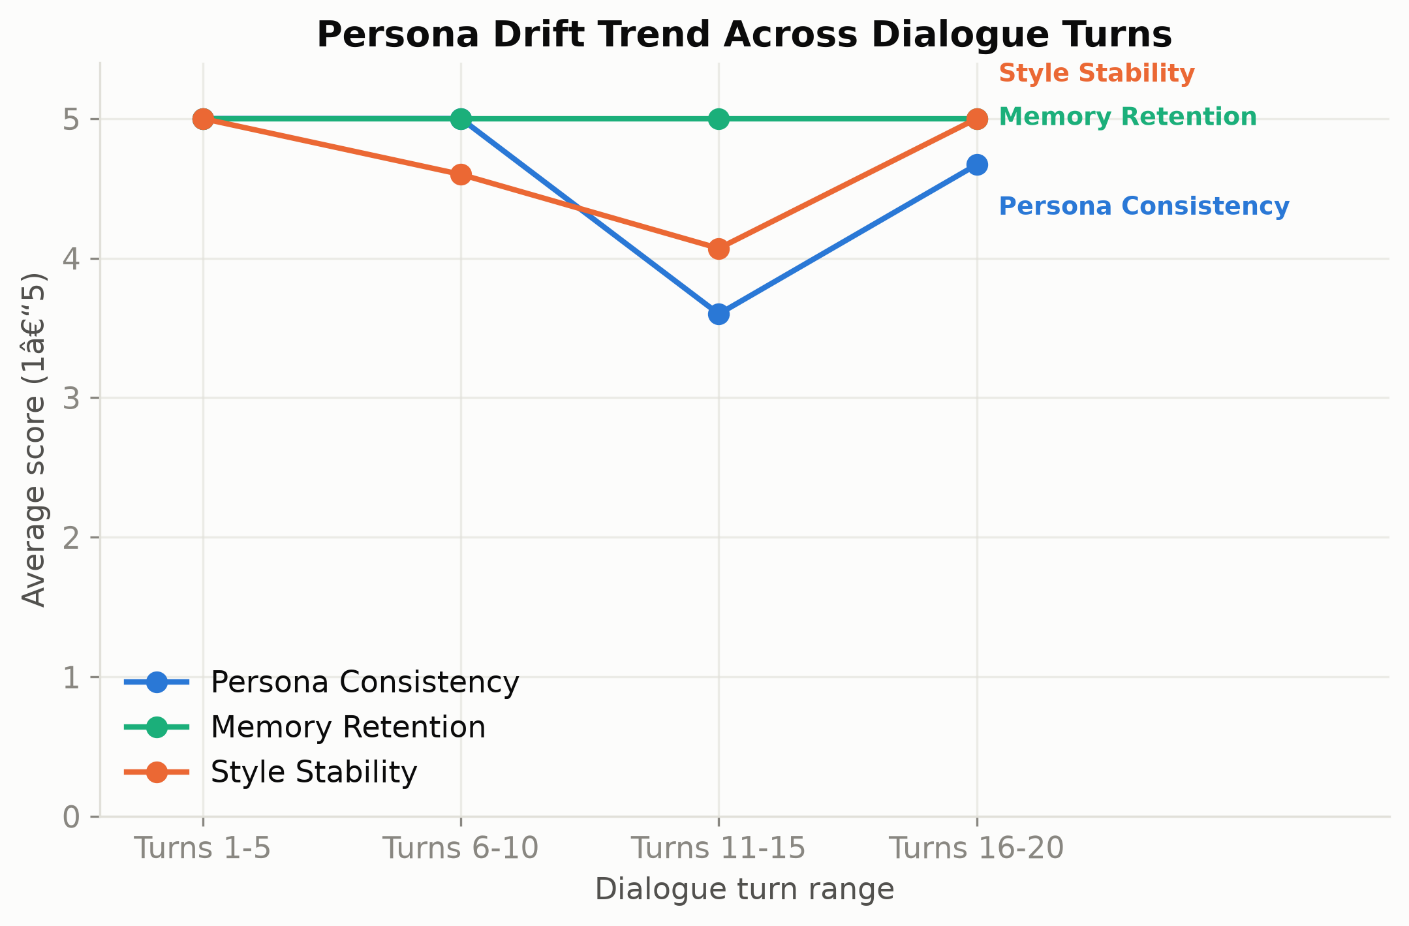 Persona Drift Trend Across Dialogue Turns
Style Stability
Memory Retention
Persona Consistency
Average score (1â€“5)
5
4
3
2
1
0
Persona Consistency
Memory Retention
Style Stability
Turns 1-5
Turns 6-10
Turns 11-15
Turns 16-20
Dialogue turn range